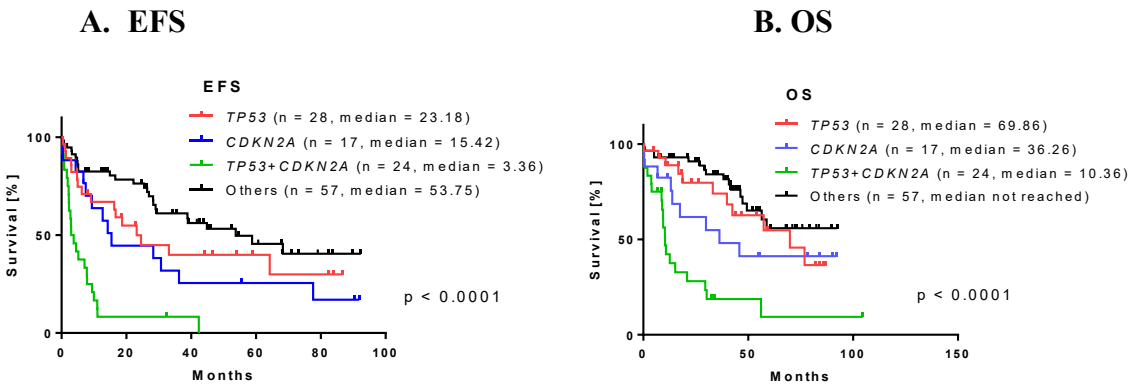 A. EFS
B. OS
EFS
TP53 (n = 28, median = 23.18)
CDKN2A (n = 17, median = 15.42)
TP53+CDKN2A (n = 24, median = 3.36)
Others (n = 57, median = 53.75)
Survival [%]
100
50
0
p < 0.0001
0 20 40 60 80 100
Months
OS
TP53 (n = 28, median = 69.86)
CDKN2A (n = 17, median = 36.26)
TP53+CDKN2A (n = 24, median = 10.36)
Others (n = 57, median not reached)
Survival [%]
100
50
0
p < 0.0001
0 50 100 150
Months